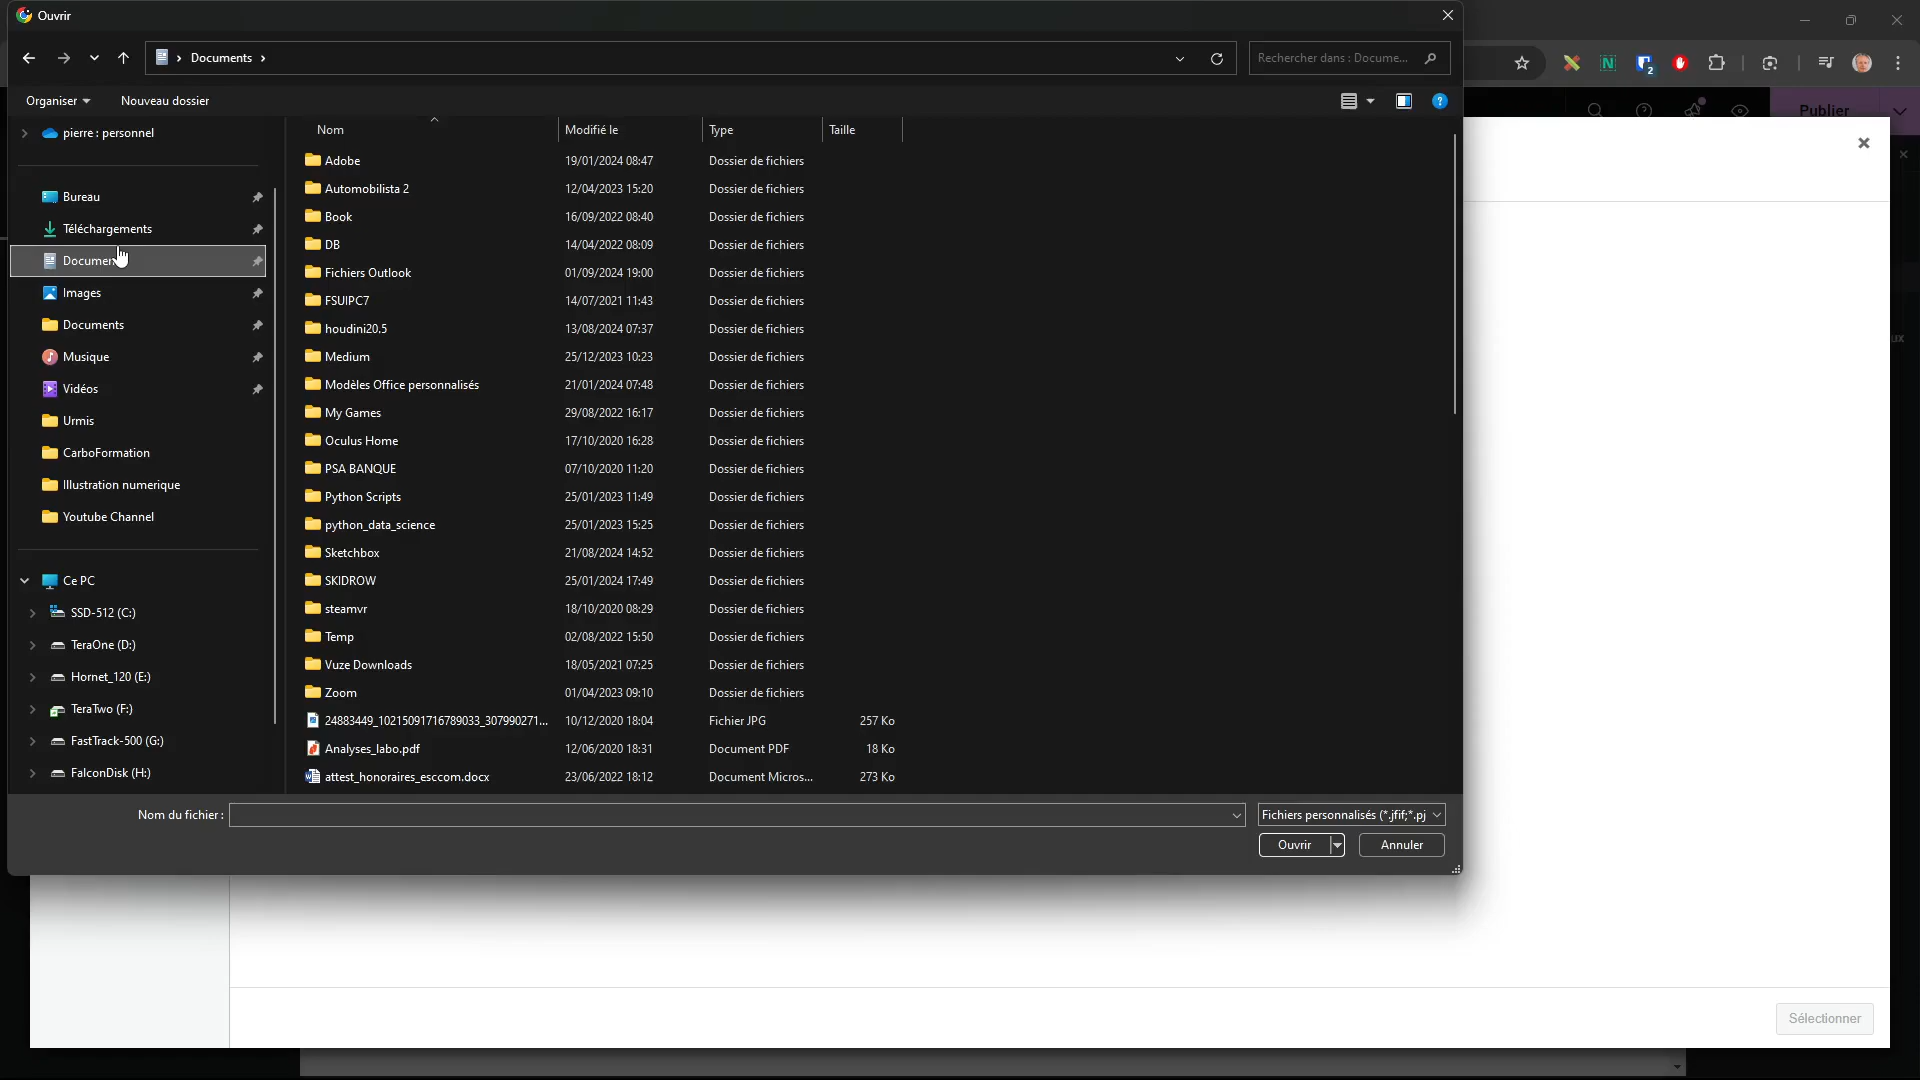 Ouvrir
Documents
Rechercher dans : Docume...
2
Organiser
Nouveau dossier
Publier
pierre : personnel
Nom Modifié le Type Taille
Adobe 19/01/2024 08:47 Dossier de fichiers
Automobilista 2 12/04/2023 15:20 Dossier de fichiers
Bureau
Book 16/09/2022 08:40 Dossier de fichiers
Téléchargements
DB 14/04/2022 08:09 Dossier de fichiers
Documen
Fichiers Outlook 01/09/2024 19:00 Dossier de fichiers
Images
FSUIPC7 14/07/2021 11:43 Dossier de fichiers
Documents
houdini20.5 13/08/2024 07:37 Dossier de fichiers
ux
Musique
Medium 25/12/2023 10:23 Dossier de fichiers
Vidéos
Modèles Office personnalisés 21/01/2024 07:48 Dossier de fichiers
Urmis
My Games 29/08/2022 16:17 Dossier de fichiers
CarboFormation
Oculus Home 17/10/2020 16:28 Dossier de fichiers
PSA BANQUE 07/10/2020 11:20 Dossier de fichiers
Illustration numerique
Python Scripts 25/01/2023 11:49 Dossier de fichiers
Youtube Channel
python_data_science 25/01/2023 15:25 Dossier de fichiers
Sketchbox 21/08/2024 14:52 Dossier de fichiers
Ce PC
SKIDROW 25/01/2024 17:49 Dossier de fichiers
SSD-512 (C:)
steamvr 18/10/2020 08:29 Dossier de fichiers
TeraOne (D:)
Temp 02/08/2022 15:50 Dossier de fichiers
Hornet_120 (E:)
Vuze Downloads 18/05/2021 07:25 Dossier de fichiers
TeraTwo (F:)
Zoom 01/04/2023 09:10 Dossier de fichiers
24883449_10215091716789033_307990271... 10/12/2020 18:04 Fichier JPG 257 Ko
FastTrack-500 (G:)
Analyses_labo.pdf 12/06/2020 18:31 Document PDF 18 Ko
FalconDisk (H:)
attest_honoraires_esccom.docx 23/06/2022 18:12 Document Micros... 273 Ko
Nom du fichier :
Fichiers personnalisés (*.jfif;*.pj
Ouvrir
Annuler
Sélectionner